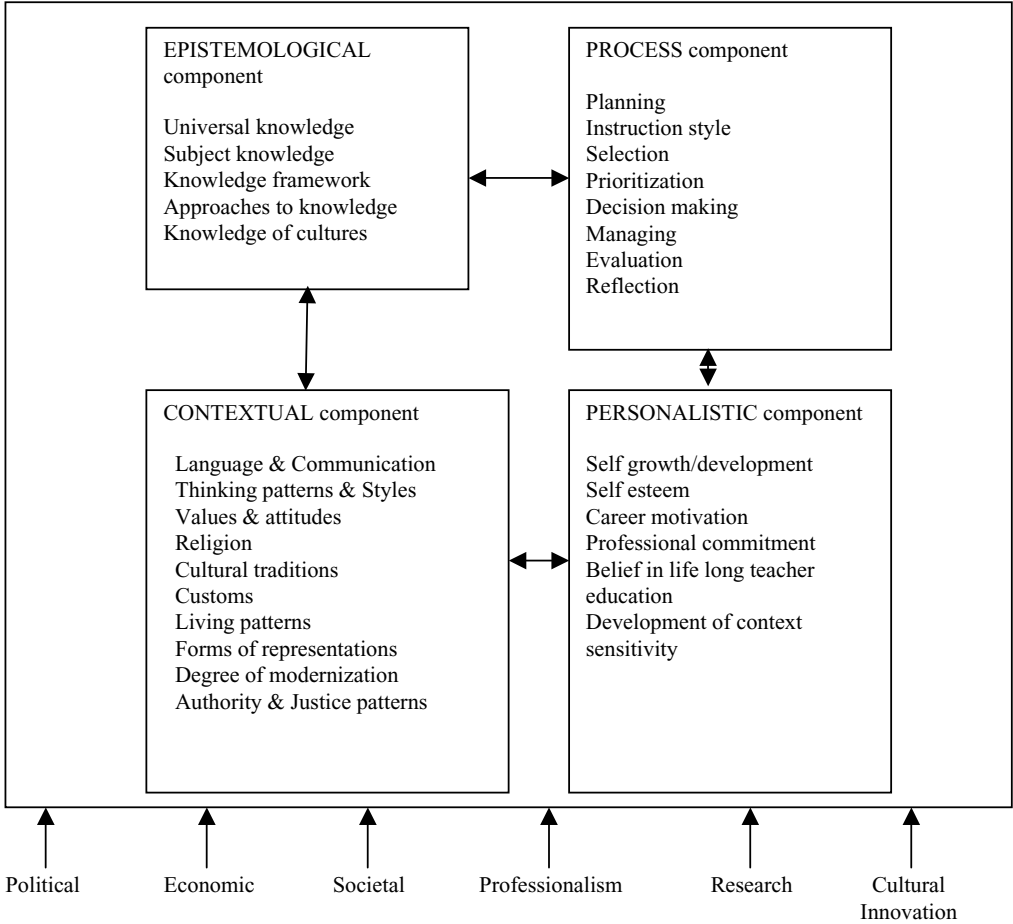 EPISTEMOLOGICAL
component
Universal knowledge
Subject knowledge
Knowledge framework
Approaches to knowledge
Knowledge of cultures
PROCESS component
Planning
Instruction style
Selection
Prioritization
Decision making
Managing
Evaluation
Reflection
CONTEXTUAL component
Language & Communication
Thinking patterns & Styles
Values & attitudes
Religion
Cultural traditions
Customs
Living patterns
Forms of representations
Degree of modernization
Authority & Justice patterns
PERSONALISTIC component
Self growth/development
Self esteem
Career motivation
Professional commitment
Belief in life long teacher
education
Development of context
sensitivity
Political
Economic
Societal
Professionalism
Research
Cultural
Innovation